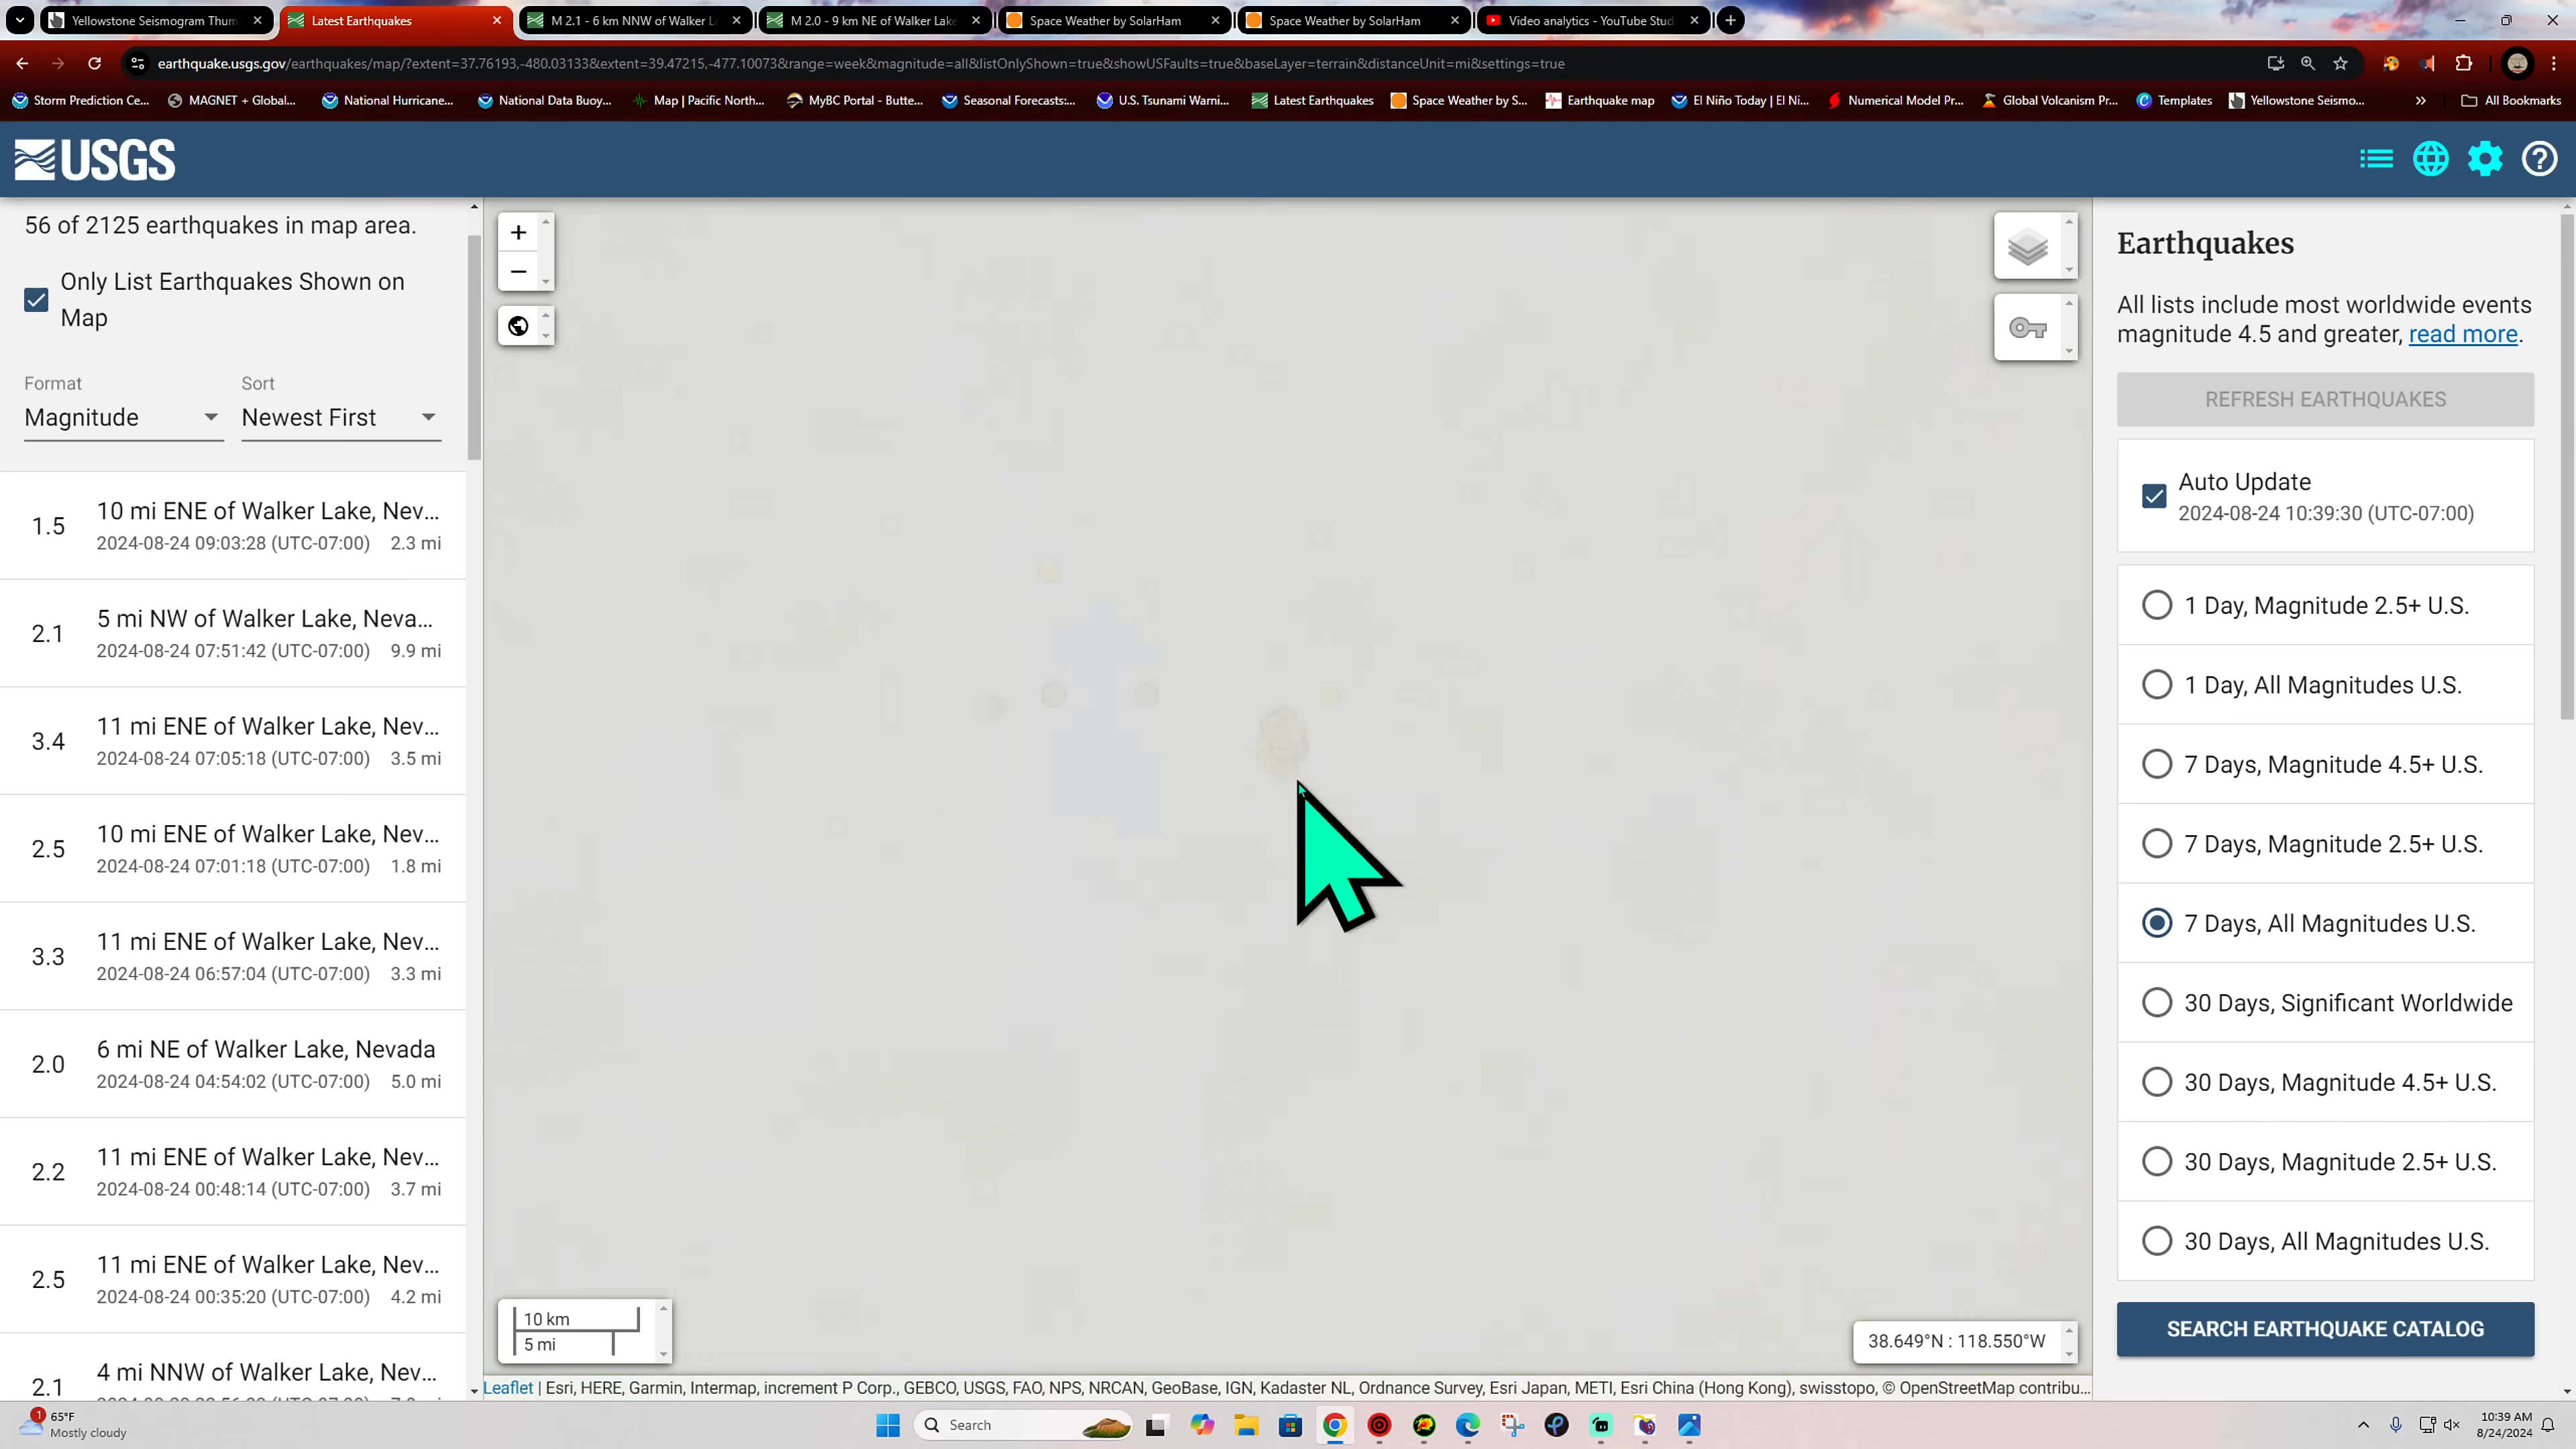 Yellowstone Seismogram Thum
Latest Earthquakes
M 2.1 - 6 km NNW of Walker L
M 2.0 - 9 km NE of Walker Lake
Space Weather by SolarHam
Space Weather by SolarHam
Video analytics - YouTube Stud
earthquake.usgs.gov/earthquakes/map/?extent=37.76193,-480.03133&extent=39.47215,-477.10073&range=week&magnitude=all&listOnlyShown=true&showUSFaults=true&baseLayer=terrain&distanceUnit=mi&settings=true
Storm Prediction Ce...
MAGNET + Global...
National Hurricane...
National Data Buoy...
Map | Pacific North...
MyBC Portal - Butte...
Seasonal Forecasts:...
U.S. Tsunami Warni...
Latest Earthquakes
Space Weather by S...
Earthquake map
El Niño Today | El Ni...
Numerical Model Pr...
Global Volcanism Pr...
Templates
Yellowstone Seismo...
All Bookmarks
USGS
56 of 2125 earthquakes in map area.
Only List Earthquakes Shown on
Map
Format
Sort
Magnitude
Newest First
1.5
10 mi ENE of Walker Lake, Nev...
2024-08-24 09:03:28 (UTC-07:00) 2.3 mi
2.1
5 mi NW of Walker Lake, Neva...
2024-08-24 07:51:42 (UTC-07:00) 9.9 mi
3.4
11 mi ENE of Walker Lake, Nev...
2024-08-24 07:05:18 (UTC-07:00) 3.5 mi
2.5
10 mi ENE of Walker Lake, Nev...
2024-08-24 07:01:18 (UTC-07:00) 1.8 mi
3.3
11 mi ENE of Walker Lake, Nev...
2024-08-24 06:57:04 (UTC-07:00) 3.3 mi
2.0
6 mi NE of Walker Lake, Nevada
2024-08-24 04:54:02 (UTC-07:00) 5.0 mi
2.2
11 mi ENE of Walker Lake, Nev...
2024-08-24 00:48:14 (UTC-07:00) 3.7 mi
2.5
11 mi ENE of Walker Lake, Nev...
2024-08-24 00:35:20 (UTC-07:00) 4.2 mi
2.1
4 mi NNW of Walker Lake, Nev...
10 km
5 mi
38.649°N : 118.550°W
Leaflet | Esri, HERE, Garmin, Intermap, increment P Corp., GEBCO, USGS, FAO, NPS, NRCAN, GeoBase, IGN, Kadaster NL, Ordnance Survey, Esri Japan, METI, Esri China (Hong Kong), swisstopo, © OpenStreetMap contribu...
Earthquakes
All lists include most worldwide events
magnitude 4.5 and greater, read more.
REFRESH EARTHQUAKES
Auto Update
2024-08-24 10:39:30 (UTC-07:00)
1 Day, Magnitude 2.5+ U.S.
1 Day, All Magnitudes U.S.
7 Days, Magnitude 4.5+ U.S.
7 Days, Magnitude 2.5+ U.S.
7 Days, All Magnitudes U.S.
30 Days, Significant Worldwide
30 Days, Magnitude 4.5+ U.S.
30 Days, Magnitude 2.5+ U.S.
30 Days, All Magnitudes U.S.
SEARCH EARTHQUAKE CATALOG
1
65°F
Mostly cloudy
Search
10:39 AM
8/24/2024